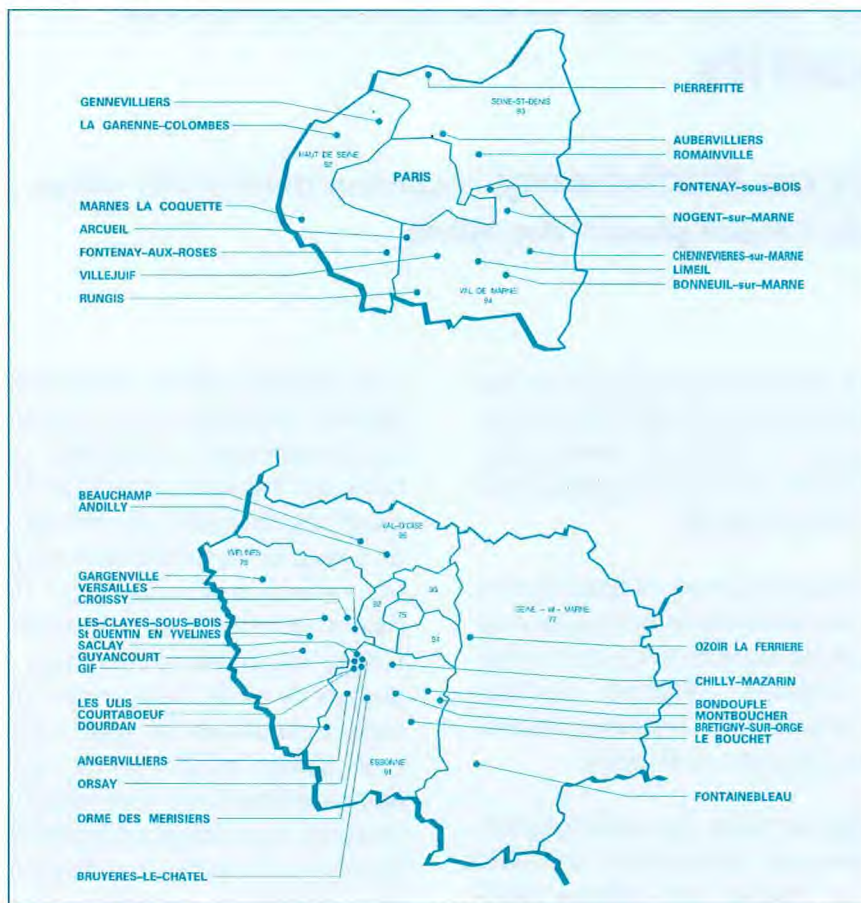 GENNEVILLIERS
LA GARENNE-COLOMBES
HAUT DE SEINE
92
MARNES LA COQUETTE
ARCUEIL
FONTENAY-AUX-ROSES
VILLEJUIF
RUNGIS
PARIS
SEINE-ST-DENIS
93
VAL DE MARNE
94
PIERREFITTE
AUBERVILLIERS
ROMAINVILLE
FONTENAY-sous-BOIS
NOGENT-sur-MARNE
CHENNEVIERES-sur-MARNE
LIMEIL
BONNEUIL-sur-MARNE
BEAUCHAMP
ANDILLY
VAL-D'OISE
95
YVELINES
78
GARGENVILLE
VERSAILLES
CROISSY
LES-CLAYES-SOUS-BOIS
St QUENTIN EN YVELINES
SACLAY
GUYANCOURT
GIF
LES ULIS
COURTABOEUF
DOURDAN
ANGERVILLIERS
ORSAY
ORME DES MERISIERS
BRUYERES-LE-CHATEL
92
75
ESSONNE
91
SEINE - et - MARNE
77
OZOIR LA FERRIERE
CHILLY-MAZARIN
BONDOUFLE
MONTBOUCHER
BRETIGNY-SUR-ORGE
LE BOUCHET
FONTAINEBLEAU